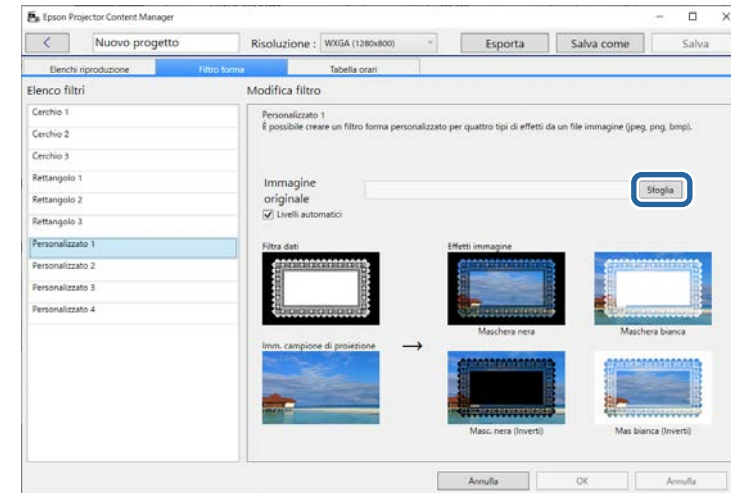 Epson Projector Content Manager
Nuovo progetto
Risoluzione : WXGA (1280x800)
Esporta
Salva come
Salva
Elenchi riproduzione
Filtro forma
Tabella orari
Elenco filtri
Cerchio 1
Cerchio 2
Cerchio 3
Rettangolo 1
Rettangolo 2
Rettangolo 3
Personalizzato 1
Personalizzato 2
Personalizzato 3
Personalizzato 4
Modifica filtro
Personalizzato 1
È possibile creare un filtro forma personalizzato per quattro tipi di effetti da un file immagine (jpeg, png, bmp).
Immagine
originale
Sfoglia
Livelli automatici
Filtra dati
Effetti immagine
Maschera nera
Maschera bianca
Imm. campione di proiezione
Masc. nera (Inverti)
Mas bianca (Inverti)
Annulla
OK
Annulla